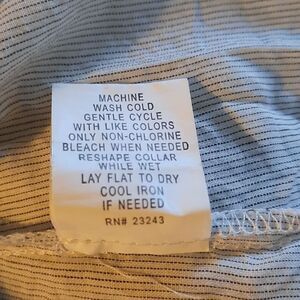 MACHINE
WASH COLD
GENTLE CYCLE
WITH LIKE COLORS
ONLY NON-CHLORINE
BLEACH WHEN NEEDED
RESHAPE COLLAR
WHILE WET
LAY FLAT TO DRY
COOL IRON
IF NEEDED
RN# 23243